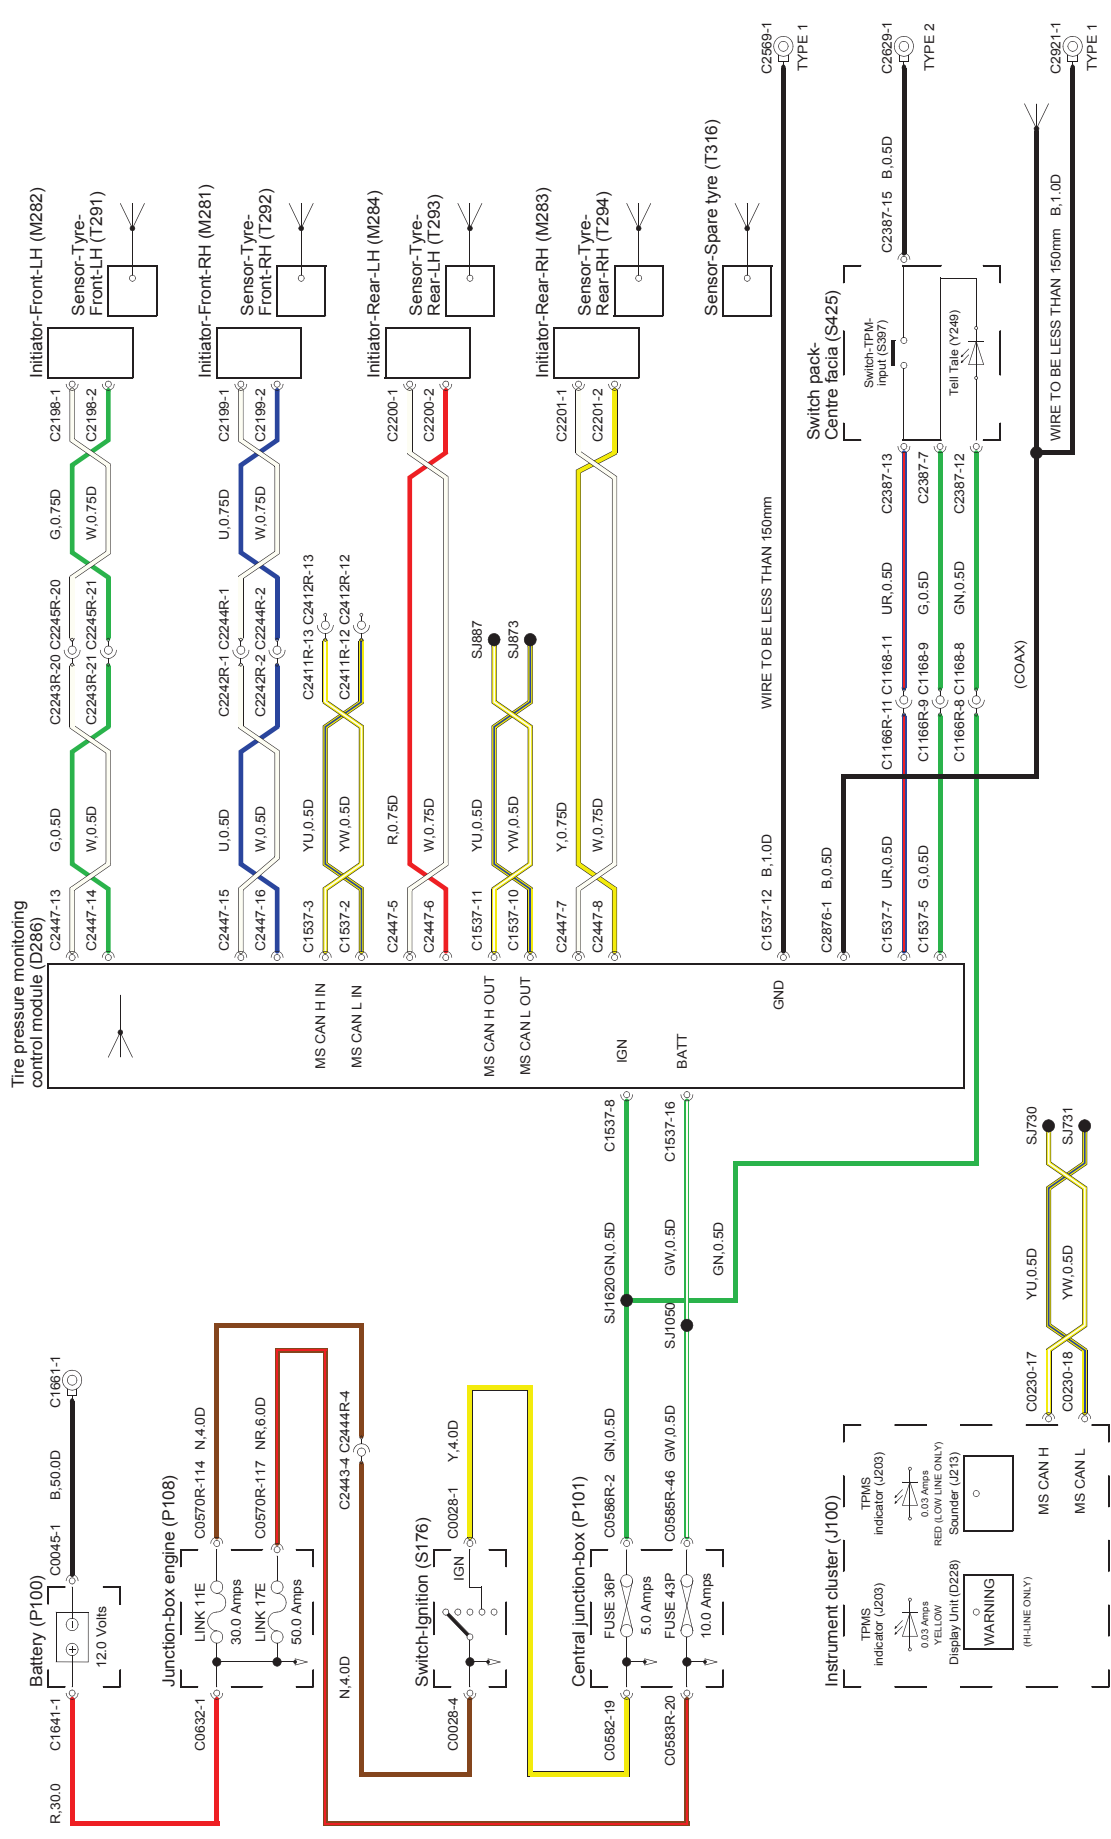 Battery (P100)
12.0 Volts
C1641-1
R,30.0
C0045-1
B,50.0D
C1661-1
Junction-box engine (P108)
C0632-1
LINK 11E
30.0 Amps
LINK 17E
50.0 Amps
C0570R-114
N,4.0D
C0570R-117
NR,6.0D
N,4.0D
C2443-4
C2444R-4
Switch-Ignition (S176)
IGN
C0028-4
C0028-1
Y,4.0D
Central junction-box (P101)
C0582-19
C0583R-20
FUSE 36P
5.0 Amps
FUSE 43P
10.0 Amps
C0586R-2
GN,0.5D
C0585R-46
GW,0.5D
SJ1620
GN,0.5D
SJ1050
GW,0.5D
GN,0.5D
C1537-8
C1537-16
Instrument cluster (J100)
TPMS
indicator (J203)
0.03 Amps
YELLOW
Display Unit (D228)
WARNING
(HI-LINE ONLY)
TPMS
indicator (J203)
0.03 Amps
RED (LOW LINE ONLY)
Sounder (J213)
MS CAN H
MS CAN L
C0230-17
C0230-18
YU,0.5D
YW,0.5D
SJ730
SJ731
Tire pressure monitoring
control module (D286)
MS CAN H IN
MS CAN L IN
MS CAN H OUT
MS CAN L OUT
IGN
BATT
GND
C2447-13
G,0.5D
C2243R-20
C2245R-20
G,0.75D
C2198-1
C2447-14
W,0.5D
C2243R-21
C2245R-21
W,0.75D
C2198-2
Initiator-Front-LH (M282)
Sensor-Tyre-
Front-LH (T291)
C2447-15
U,0.5D
C2242R-1
C2244R-1
U,0.75D
C2199-1
C2447-16
W,0.5D
C2242R-2
C2244R-2
W,0.75D
C2199-2
Initiator-Front-RH (M281)
Sensor-Tyre-
Front-RH (T292)
C1537-3
YU,0.5D
C2411R-13
C2412R-13
C1537-2
YW,0.5D
C2411R-12
C2412R-12
C2447-5
R,0.75D
C2200-1
C2447-6
W,0.75D
C2200-2
Initiator-Rear-LH (M284)
Sensor-Tyre-
Rear-LH (T293)
C1537-11
YU,0.5D
SJ887
C1537-10
YW,0.5D
SJ873
C2447-7
Y,0.75D
C2201-1
C2447-8
W,0.75D
C2201-2
Initiator-Rear-RH (M283)
Sensor-Tyre-
Rear-RH (T294)
Sensor-Spare tyre (T316)
C1537-12
B,1.0D
WIRE TO BE LESS THAN 150mm
C2569-1
TYPE 1
C2876-1
B,0.5D
(COAX)
C1537-7
UR,0.5D
C1166R-11
C1168-11
UR,0.5D
C2387-13
C1537-5
G,0.5D
C1166R-9
C1168-9
G,0.5D
C2387-7
C1166R-8
C1168-8
GN,0.5D
C2387-12
Switch pack-
Centre facia (S425)
Switch-TPM-
input (S397)
Tell Tale (Y249)
C2387-15
B,0.5D
C2629-1
TYPE 2
WIRE TO BE LESS THAN 150mm
B,1.0D
C2921-1
TYPE 1